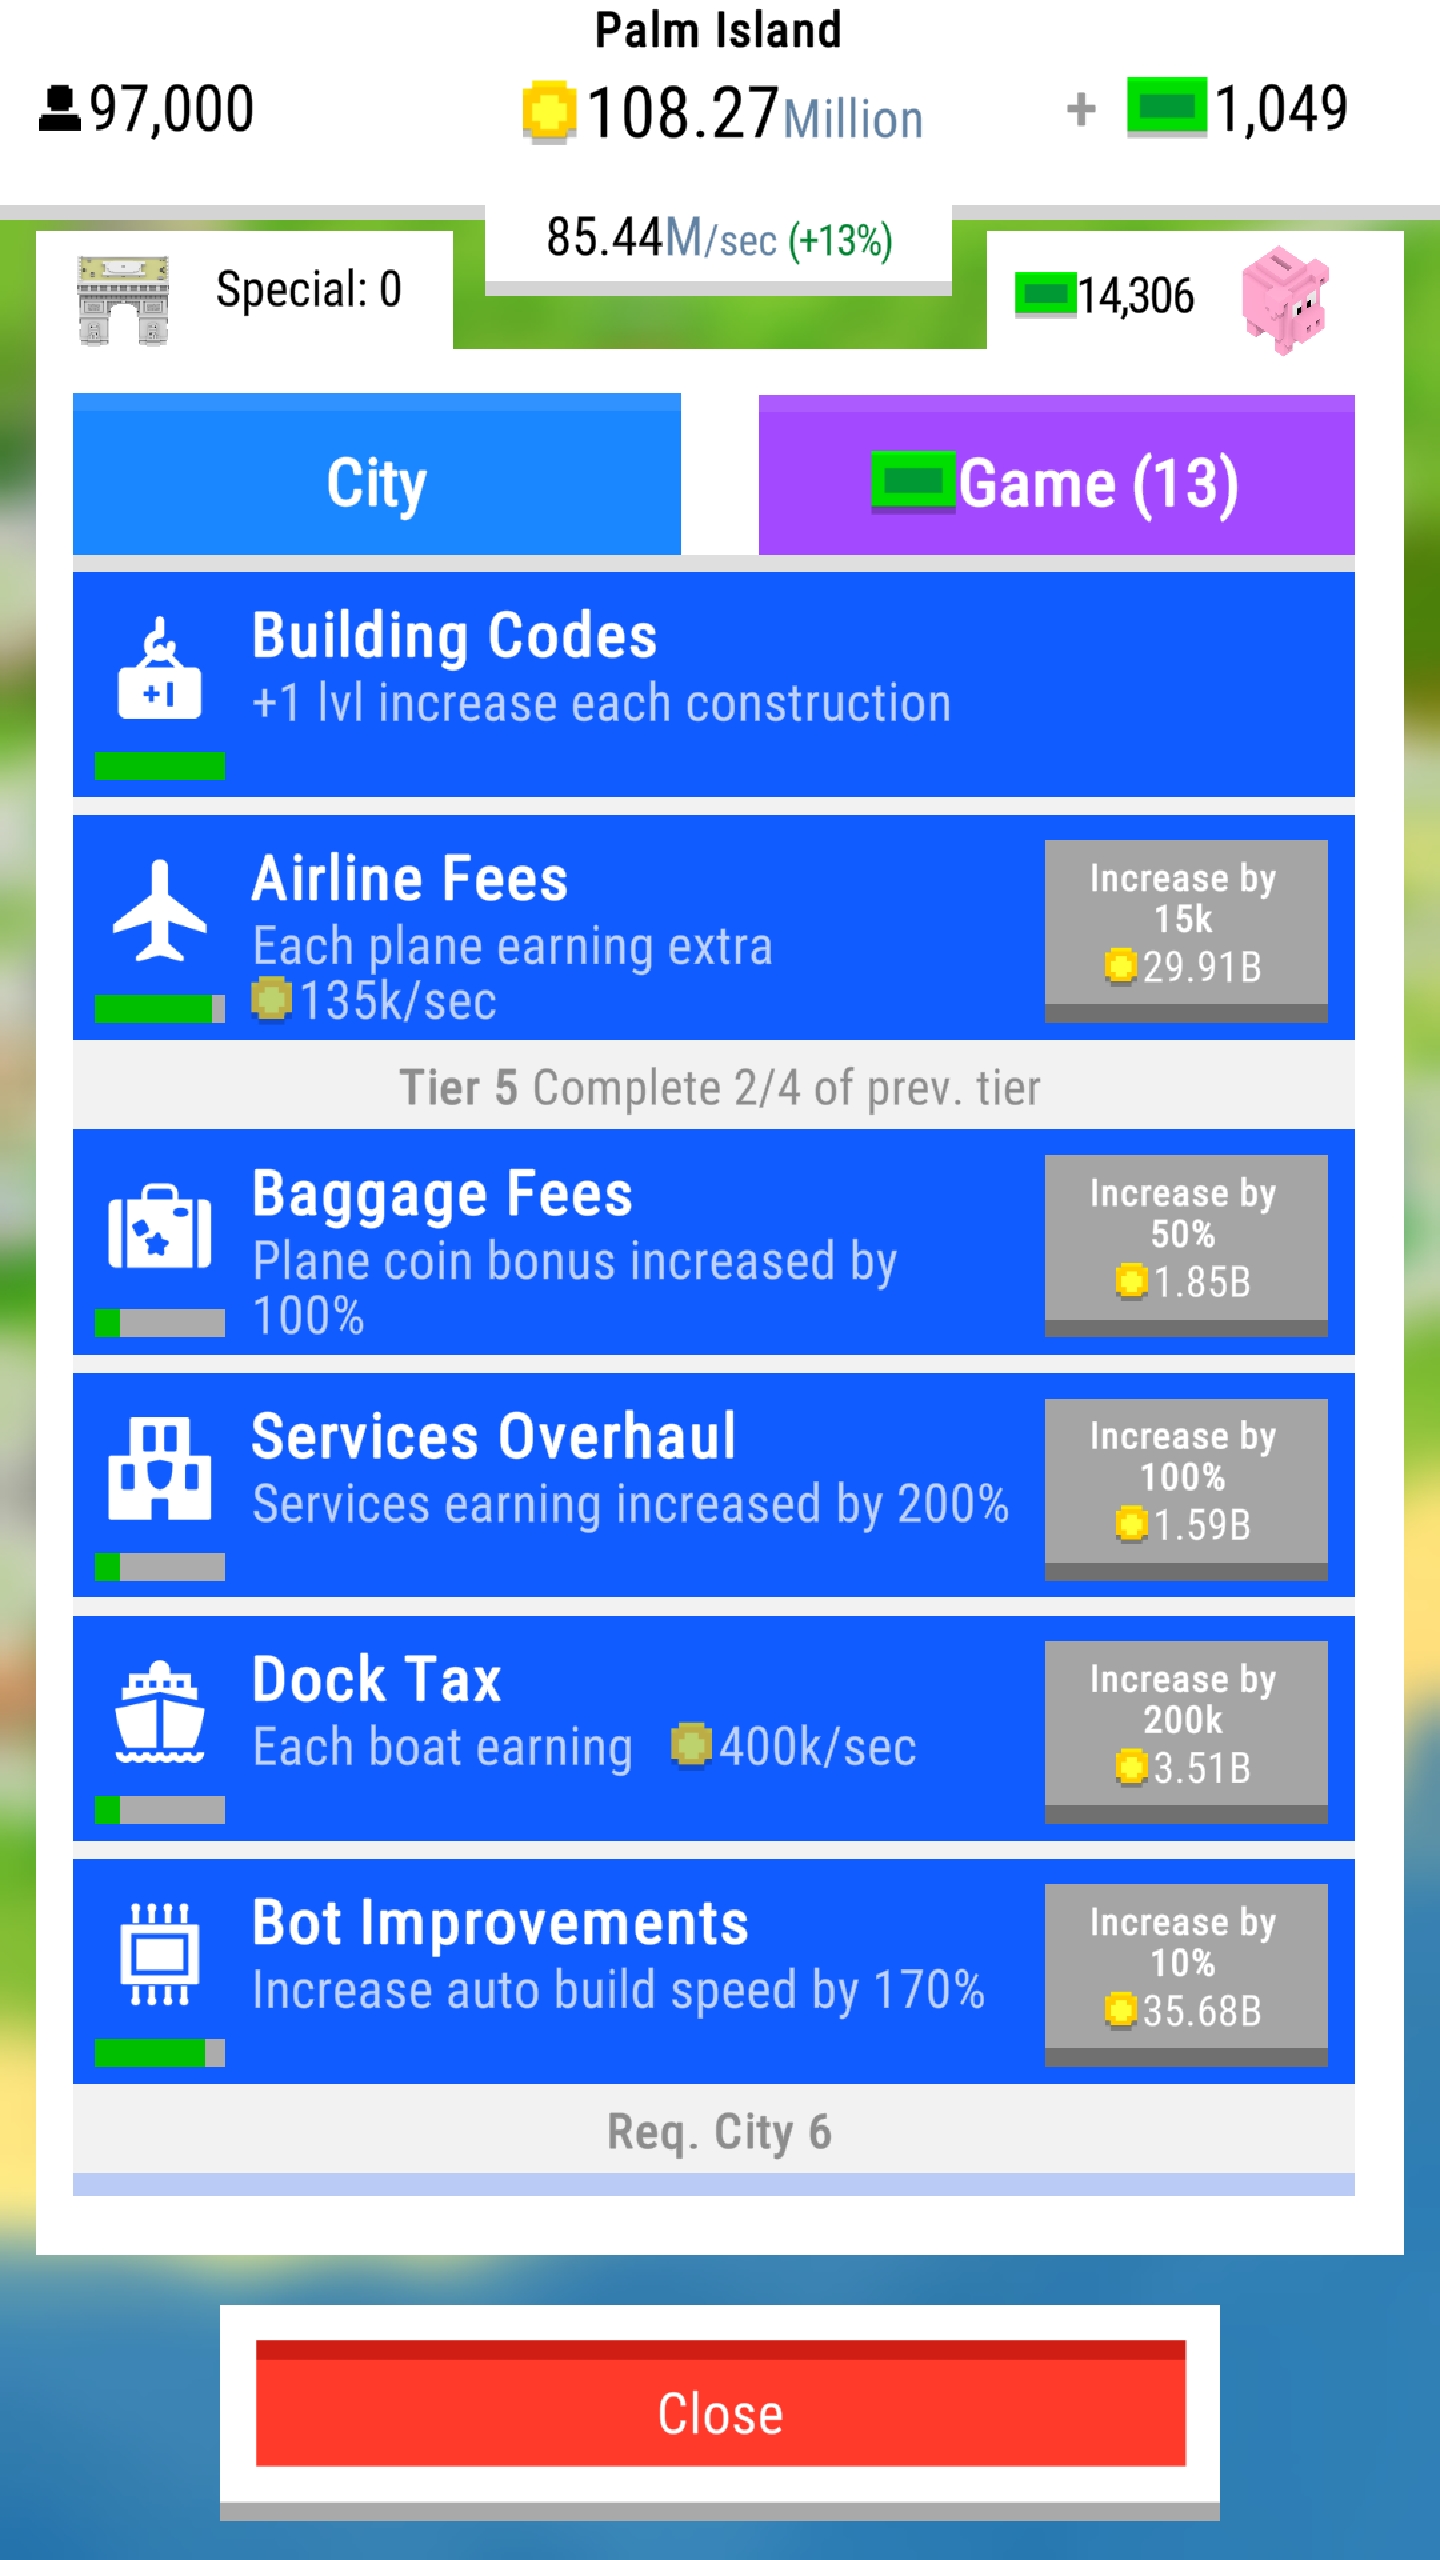 Palm Island
97,000
108.27Million
+ 1,049
85.44M/sec (+13%)
Special: 0
14,306
City
Game (13)
Building Codes
+1 lvl increase each construction
+1
Airline Fees
Each plane earning extra
135k/sec
Increase by
15k
29.91B
Tier 5 Complete 2/4 of prev. tier
Baggage Fees
Plane coin bonus increased by
100%
Increase by
50%
1.85B
Services Overhaul
Services earning increased by 200%
Increase by
100%
1.59B
Dock Tax
Each boat earning 400k/sec
Increase by
200k
3.51B
Bot Improvements
Increase auto build speed by 170%
Increase by
10%
35.68B
Req. City 6
Close